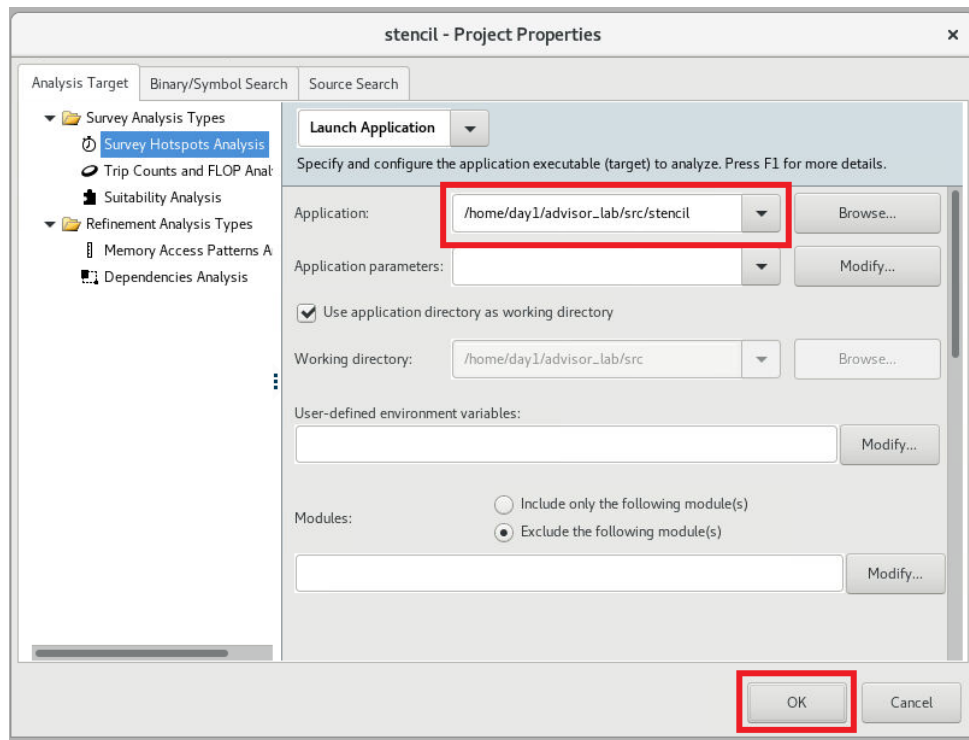 stencil - Project Properties
Analysis Target
Binary/Symbol Search
Source Search
Survey Analysis Types
Survey Hotspots Analysis
Trip Counts and FLOP Anal
Suitability Analysis
Refinement Analysis Types
Memory Access Patterns A
Dependencies Analysis
Launch Application
Specify and configure the application executable (target) to analyze. Press F1 for more details.
Application:
/home/day1/advisor_lab/src/stencil
Browse...
Application parameters:
Modify...
Use application directory as working directory
Working directory:
/home/day1/advisor_lab/src
Browse...
User-defined environment variables:
Modify...
Modules:
Include only the following module(s)
Exclude the following module(s)
Modify...
OK
Cancel